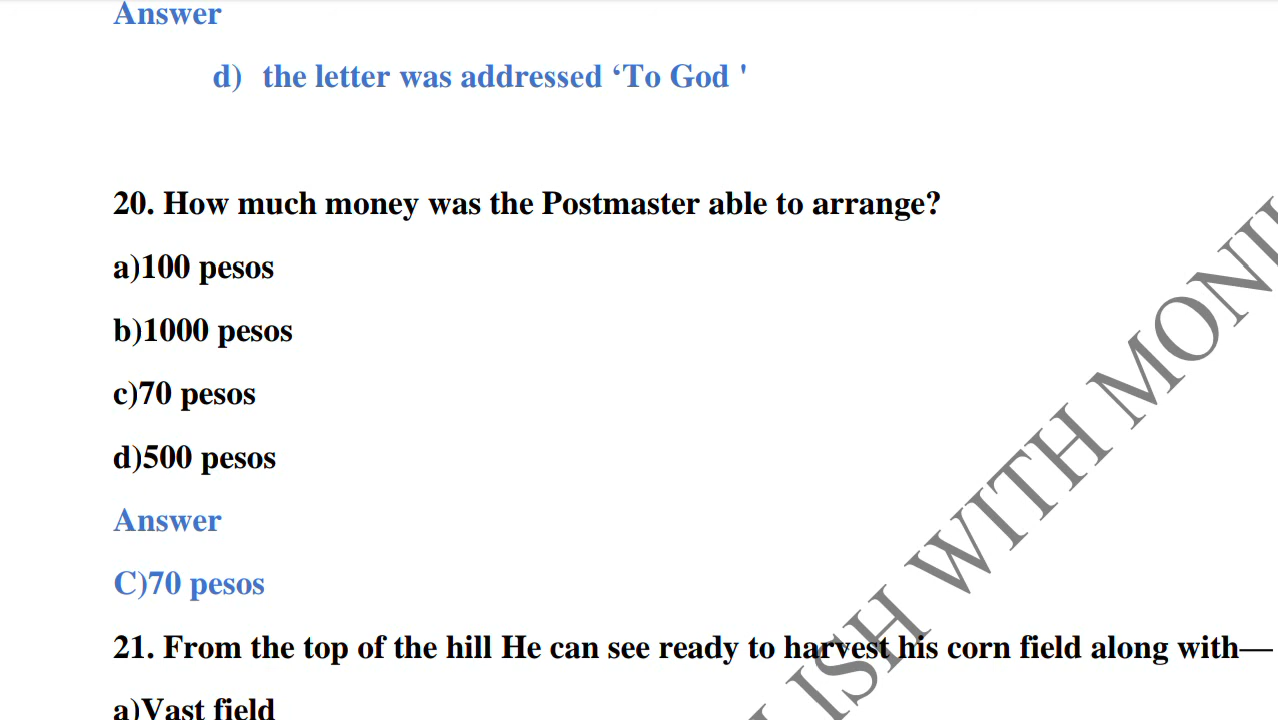 Answer
d) the letter was addressed ‘To God '
20. How much money was the Postmaster able to arrange?
a)100 pesos
b)1000 pesos
c)70 pesos
d)500 pesos
Answer
C)70 pesos
21. From the top of the hill He can see ready to harvest his corn field along with—
a)Vast field
WITH